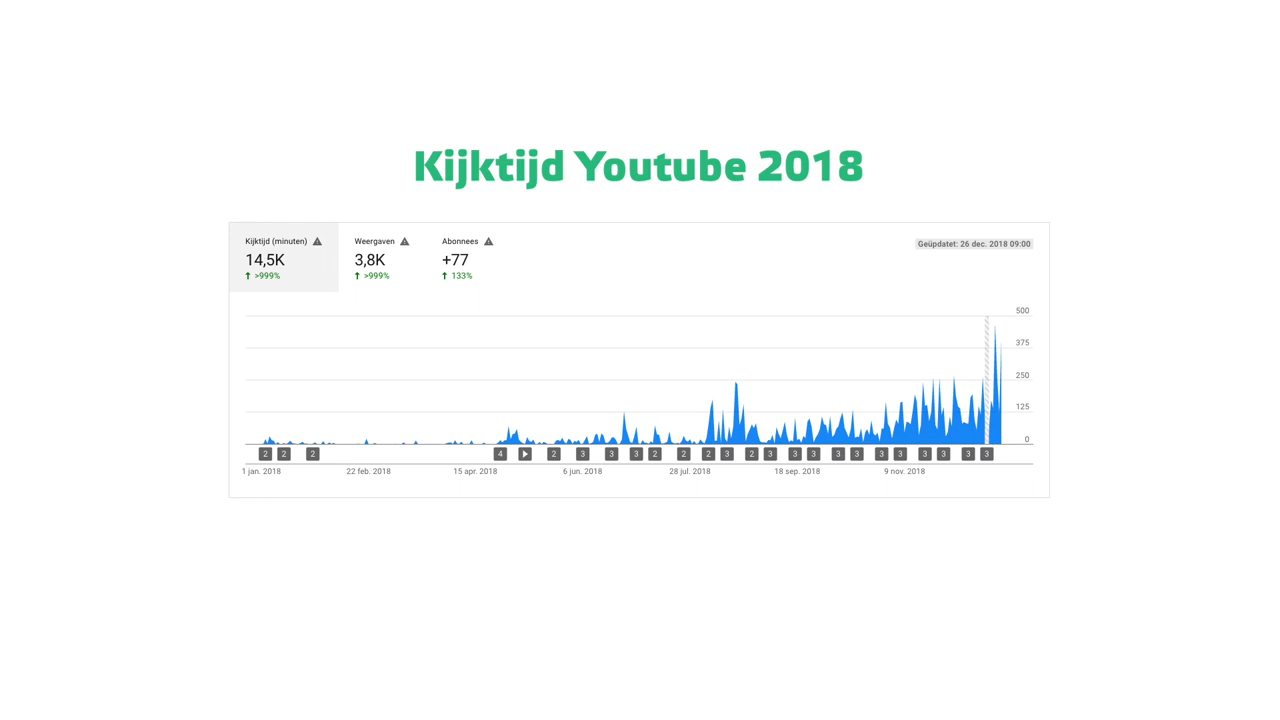 Kijktijd Youtube 2018
Kijktijd (minuten) Weergaven Abonnees
Geüpdatet: 26 dec. 2018 09:00
14,5K 3,8K +77
>999% >999% 133%
500
375
250
125
0
2 2 2 4 2 3 3 3 2 2 2 3 2 3 3 3 3 3 3 3 3 3 3 3
1 jan. 2018 22 feb. 2018 15 apr. 2018 6 jun. 2018 28 jul. 2018 18 sep. 2018 9 nov. 2018